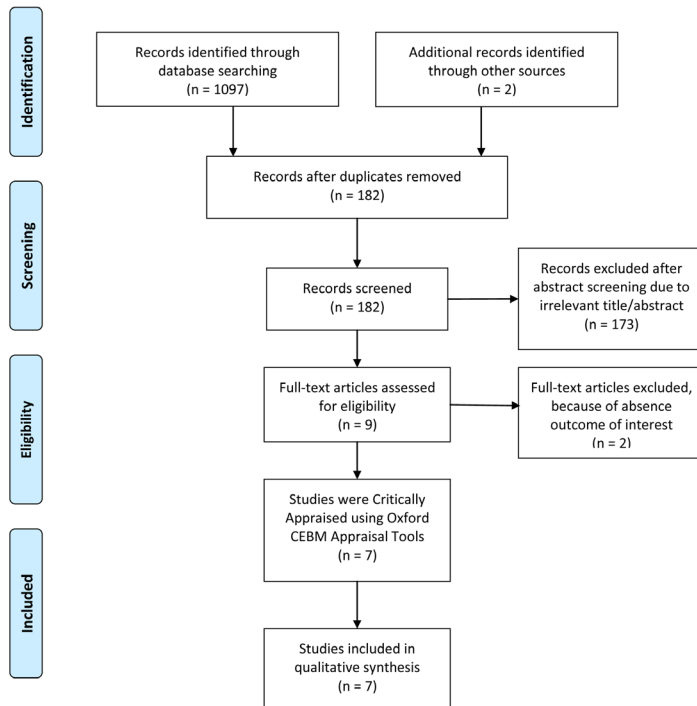 Identification
Records identified through
database searching
(n = 1097)
Additional records identified
through other sources
(n = 2)
Records after duplicates removed
(n = 182)
Screening
Records screened
(n = 182)
Records excluded after
abstract screening due to
irrelevant title/abstract
(n = 173)
Eligibility
Full-text articles assessed
for eligibility
(n = 9)
Full-text articles excluded,
because of absence
outcome of interest
(n = 2)
Studies were Critically
Appraised using Oxford
CEBM Appraisal Tools
(n = 7)
Included
Studies included in
qualitative synthesis
(n = 7)